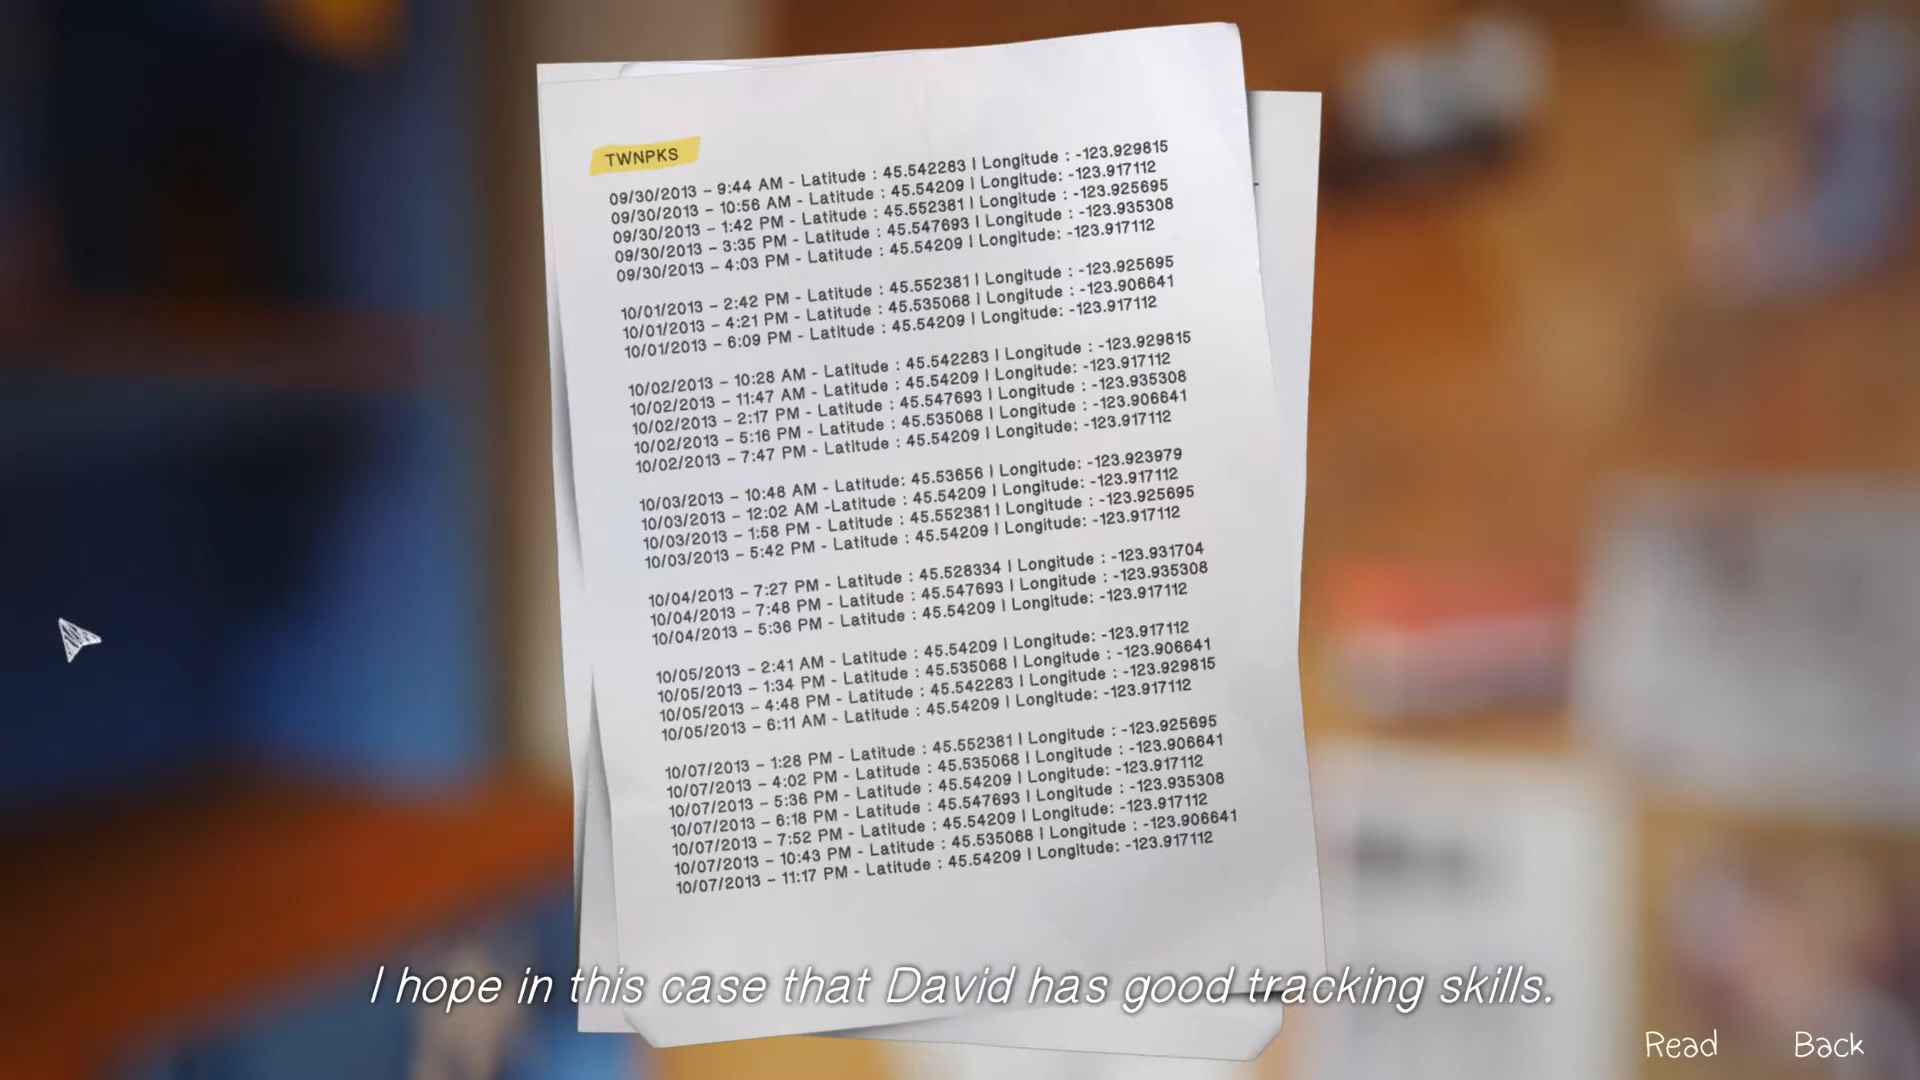 TWNPKS
09/30/2013 – 9:44 AM - Latitude : 45.542283 | Longitude : -123.929815
09/30/2013 – 10:56 AM - Latitude : 45.54209 | Longitude: -123.917112
09/30/2013 – 1:42 PM - Latitude : 45.552381 | Longitude : -123.925695
09/30/2013 – 3:35 PM - Latitude : 45.547693 | Longitude : -123.935308
09/30/2013 – 4:03 PM - Latitude : 45.54209 | Longitude: -123.917112
10/01/2013 – 2:42 PM - Latitude : 45.552381 | Longitude : -123.925695
10/01/2013 – 4:21 PM - Latitude : 45.535068 | Longitude : -123.906641
10/01/2013 – 6:09 PM - Latitude : 45.54209 | Longitude: -123.917112
10/02/2013 – 10:28 AM - Latitude : 45.542283 | Longitude : -123.929815
10/02/2013 – 11:47 AM - Latitude : 45.54209 | Longitude: -123.917112
10/02/2013 – 2:17 PM - Latitude : 45.547693 | Longitude : -123.935308
10/02/2013 – 5:16 PM - Latitude : 45.535068 | Longitude : -123.906641
10/02/2013 – 7:47 PM - Latitude : 45.54209 | Longitude: -123.917112
10/03/2013 – 10:48 AM - Latitude: 45.53656 | Longitude: -123.923979
10/03/2013 – 12:02 AM -Latitude : 45.54209 | Longitude: -123.917112
10/03/2013 – 1:58 PM - Latitude : 45.552381 | Longitude : -123.925695
10/03/2013 – 5:42 PM - Latitude : 45.54209 | Longitude: -123.917112
10/04/2013 – 7:27 PM - Latitude : 45.528334 | Longitude : -123.931704
10/04/2013 – 7:48 PM - Latitude : 45.547693 | Longitude : -123.935308
10/04/2013 – 5:36 PM - Latitude : 45.54209 | Longitude: -123.917112
10/05/2013 – 2:41 AM - Latitude : 45.54209 | Longitude: -123.917112
10/05/2013 – 1:34 PM - Latitude : 45.535068 | Longitude : -123.906641
10/05/2013 – 4:48 PM - Latitude : 45.542283 | Longitude : -123.929815
10/05/2013 – 6:11 AM - Latitude : 45.54209 | Longitude: -123.917112
10/07/2013 – 1:28 PM - Latitude : 45.552381 | Longitude : -123.925695
10/07/2013 – 4:02 PM - Latitude : 45.535068 | Longitude : -123.906641
10/07/2013 – 5:36 PM - Latitude : 45.54209 | Longitude: -123.917112
10/07/2013 – 6:18 PM - Latitude : 45.547693 | Longitude : -123.935308
10/07/2013 – 7:52 PM - Latitude : 45.54209 | Longitude: -123.917112
10/07/2013 – 10:43 PM - Latitude : 45.535068 | Longitude : -123.906641
10/07/2013 – 11:17 PM - Latitude : 45.54209 | Longitude: -123.917112
I hope in this case that David has good tracking skills.
Read Back